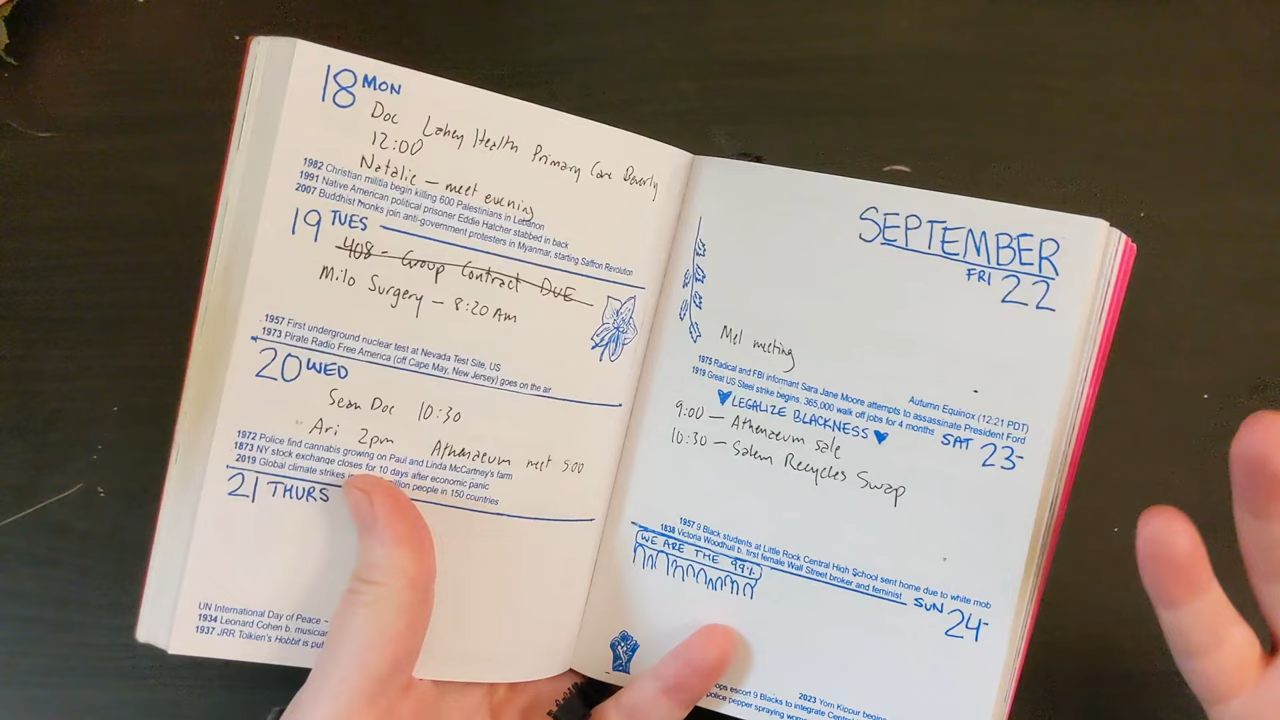 18 MON
Doc Lahey Health Primary Care Beverly
12:00
Natalie – meet evening
1982 Christian militia begin killing 600 Palestinians in Lebanon
1991 Native American political prisoner Eddie Hatcher stabbed in back
2007 Buddhist monks join anti-government protesters in Myanmar, starting Saffron Revolution
19 TUES
408 - Group Contract DUE
Milo Surgery – 8:20 AM
1957 First underground nuclear test at Nevada Test Site, US
1973 Pirate Radio Free America (off Cape May, New Jersey) goes on the air
20 WED
Sean Doc 10:30
Ari 2pm Athenaeum meet 5:00
1972 Police find cannabis growing on Paul and Linda McCartney's farm
1873 NY stock exchange closes for 10 days after economic panic
2019 Global climate strikes million people in 150 countries
21 THURS
UN International Day of Peace –
1934 Leonard Cohen b. musician
1937 JRR Tolkien's Hobbit is
SEPTEMBER
FRI 22
Mel meeting
Autumn Equinox (12:21 PDT)
1975 Radical and FBI informant Sara Jane Moore attempts to assassinate President Ford
1919 Great US Steel strike begins. 365,000 walk off jobs for 4 months
LEGALIZE BLACKNESS
SAT 23
9:00 – Athenaeum sale
10:30 – Salem Recycles Swap
1957 9 Black students at Little Rock Central High School sent home due to white mob
1838 Victoria Woodhull b. first female Wall Street broker and feminist
WE ARE THE 99%
SUN 24
2023 Yom Kippur begins
escort 9 Blacks to integrate
police pepper spraying